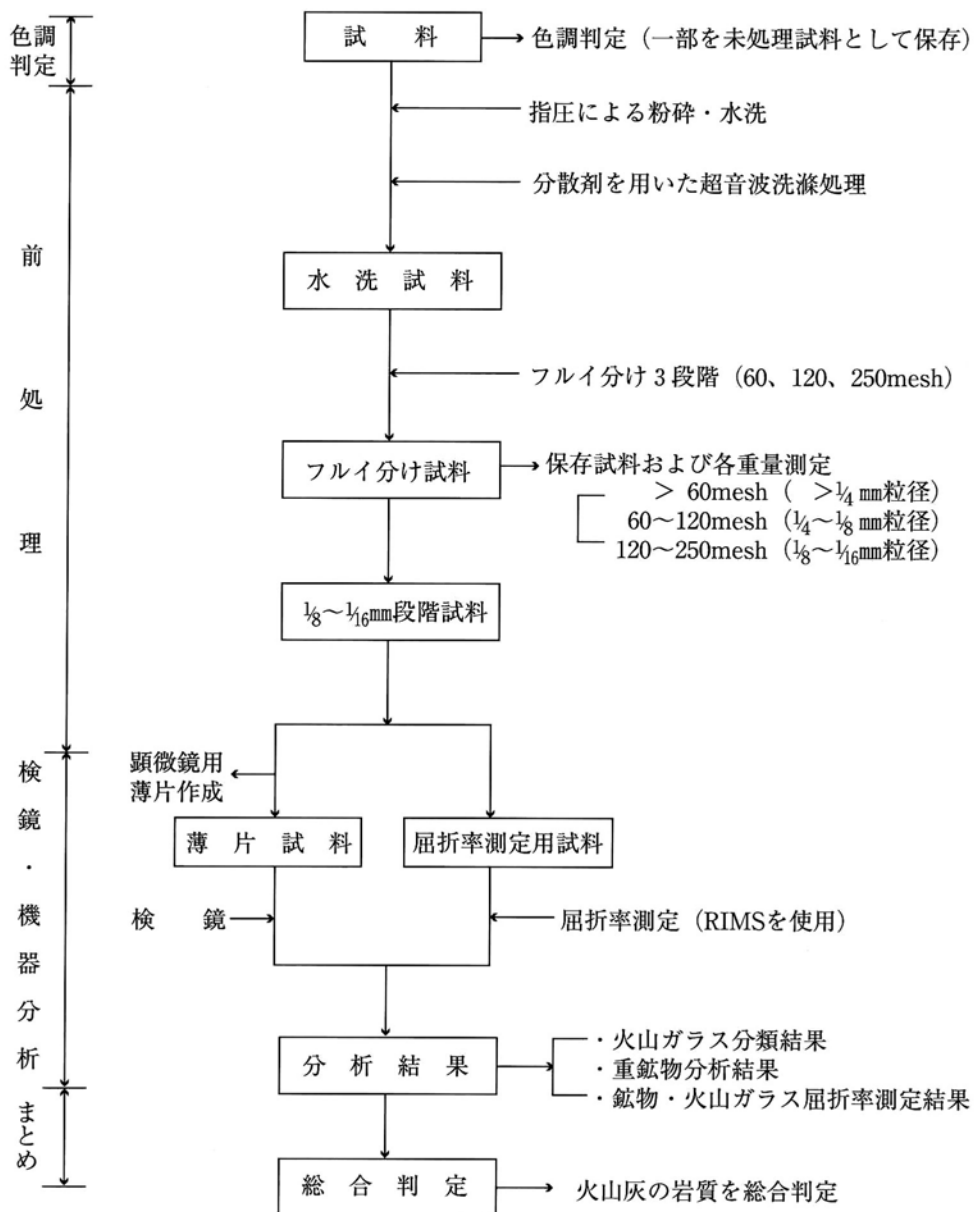 色調
判定
試　料
色調判定（一部を未処理試料として保存）
指圧による粉砕・水洗
分散剤を用いた超音波洗滌処理
前処理
水　洗　試　料
フルイ分け3段階（60、120、250mesh）
フルイ分け試料
保存試料および各重量測定
＞ 60mesh（ ＞¼ ㎜粒径）
60～120mesh（¼～⅛ ㎜粒径）
120～250mesh（⅛～1⁄16㎜粒径）
⅛～1⁄16㎜段階試料
検鏡・機器分析
顕微鏡用
薄片作成
薄　片　試　料
屈折率測定用試料
検　鏡
屈折率測定（RIMSを使用）
分　析　結　果
・火山ガラス分類結果
・重鉱物分析結果
・鉱物・火山ガラス屈折率測定結果
まとめ
総　合　判　定
火山灰の岩質を総合判定